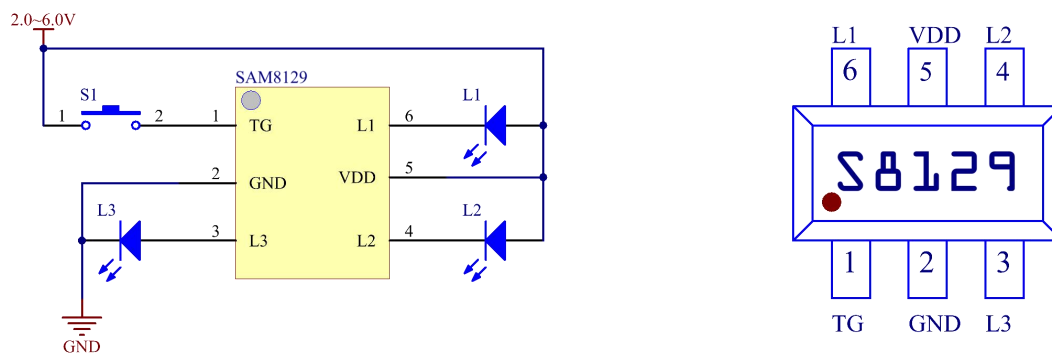 2.0~6.0V
SAM8129
S1
1 2
1 TG
2 GND
3 L3
L1 6
VDD 5
L2 4
L1
L2
L3
GND
L1 VDD L2
6 5 4
S8129
1 2 3
TG GND L3